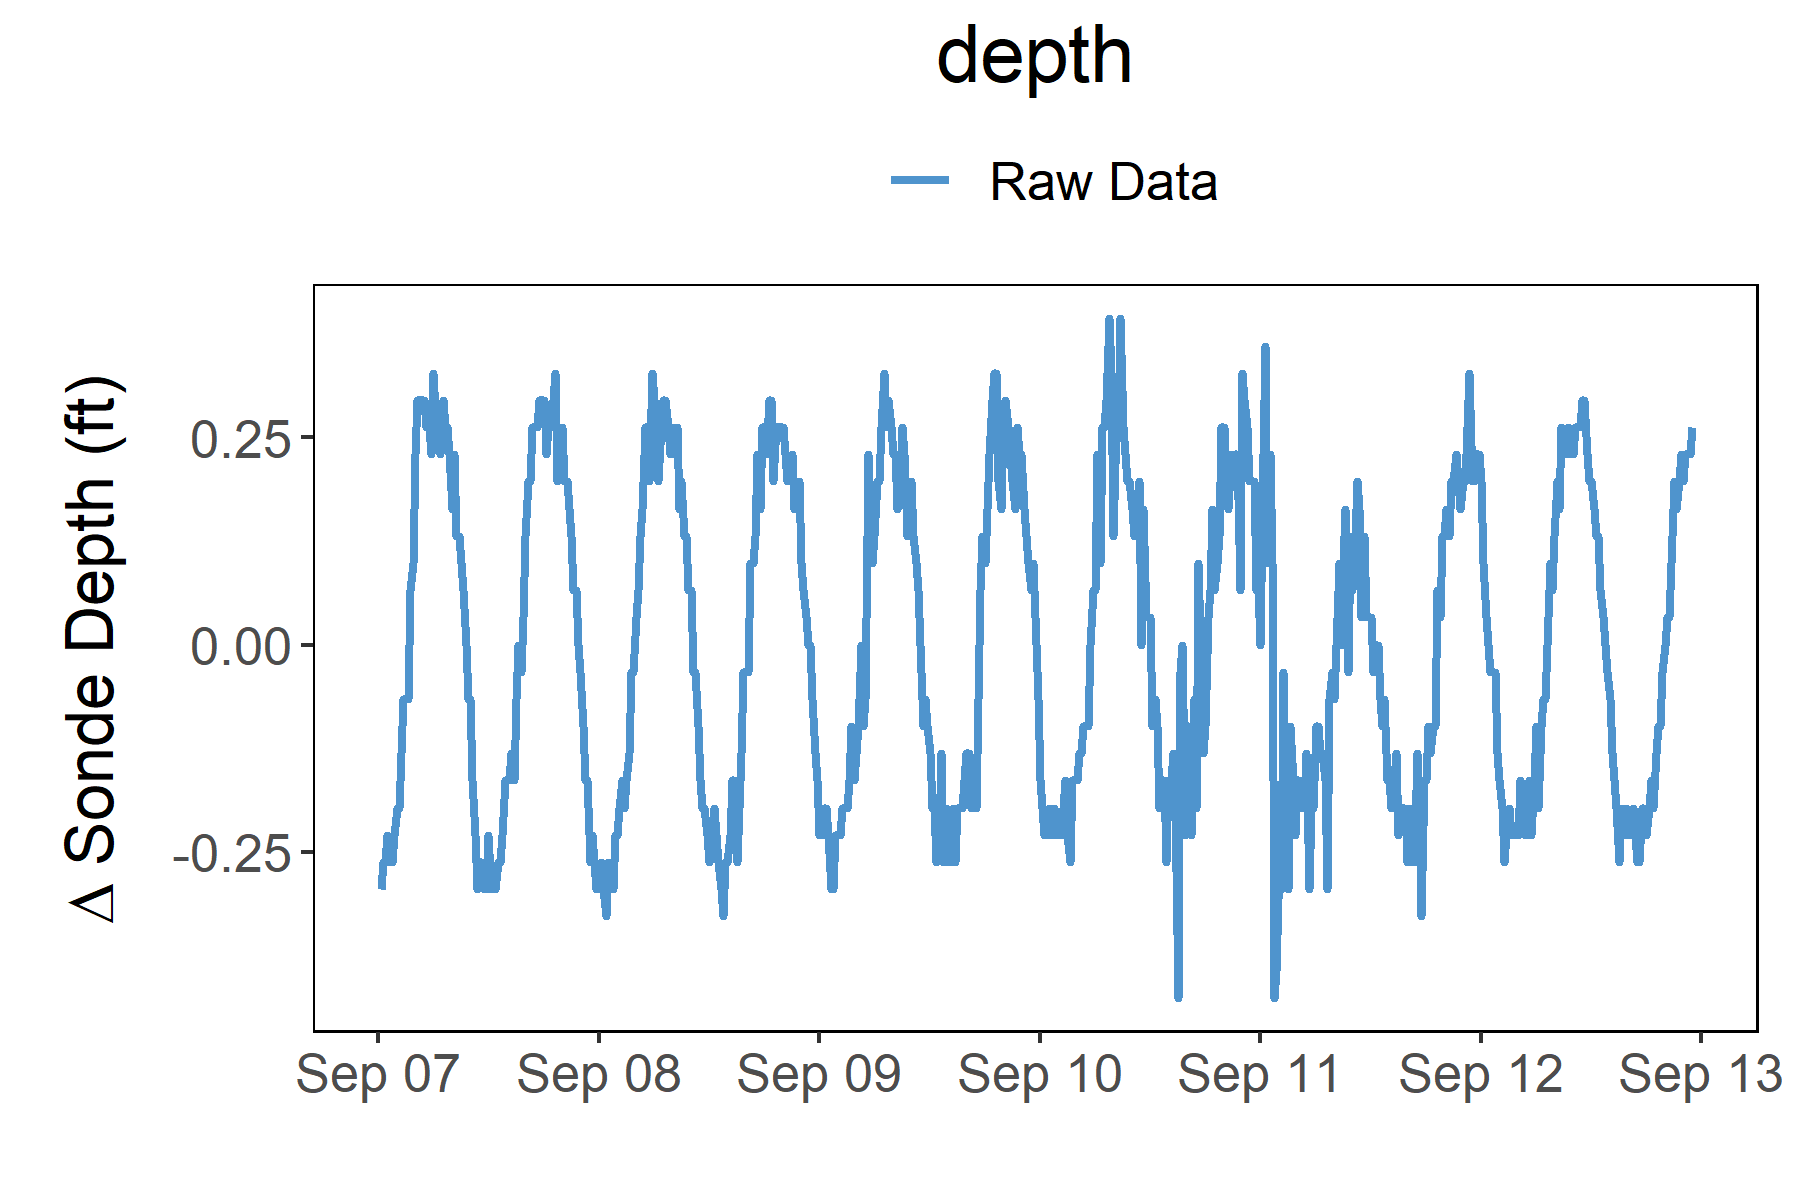 depth
Raw Data
Δ Sonde Depth (ft)
0.25
0.00
-0.25
Sep 07 Sep 08 Sep 09 Sep 10 Sep 11 Sep 12 Sep 13